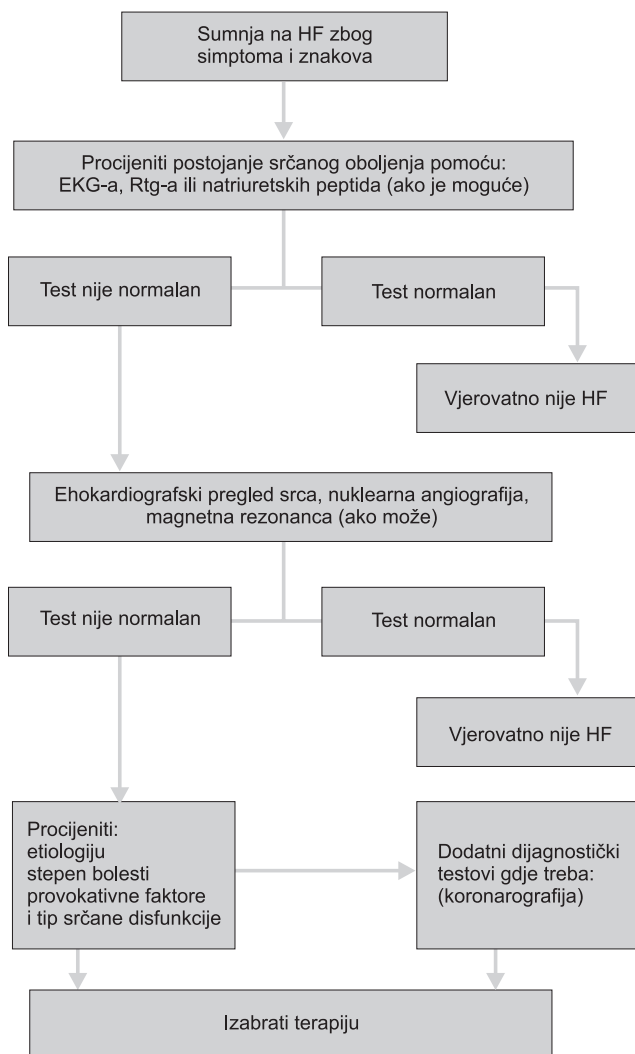 Sumnja na HF zbog
simptoma i znakova
Procijeniti postojanje srčanog oboljenja pomoću:
EKG-a, Rtg-a ili natriuretskih peptida (ako je moguće)
Test nije normalan
Test normalan
Vjerovatno nije HF
Ehokardiografski pregled srca, nuklearna angiografija,
magnetna rezonanca (ako može)
Test nije normalan
Test normalan
Vjerovatno nije HF
Procijeniti:
etiologiju
stepen bolesti
provokativne faktore
i tip srčane disfunkcije
Dodatni dijagnostički
testovi gdje treba:
(koronarografija)
Izabrati terapiju